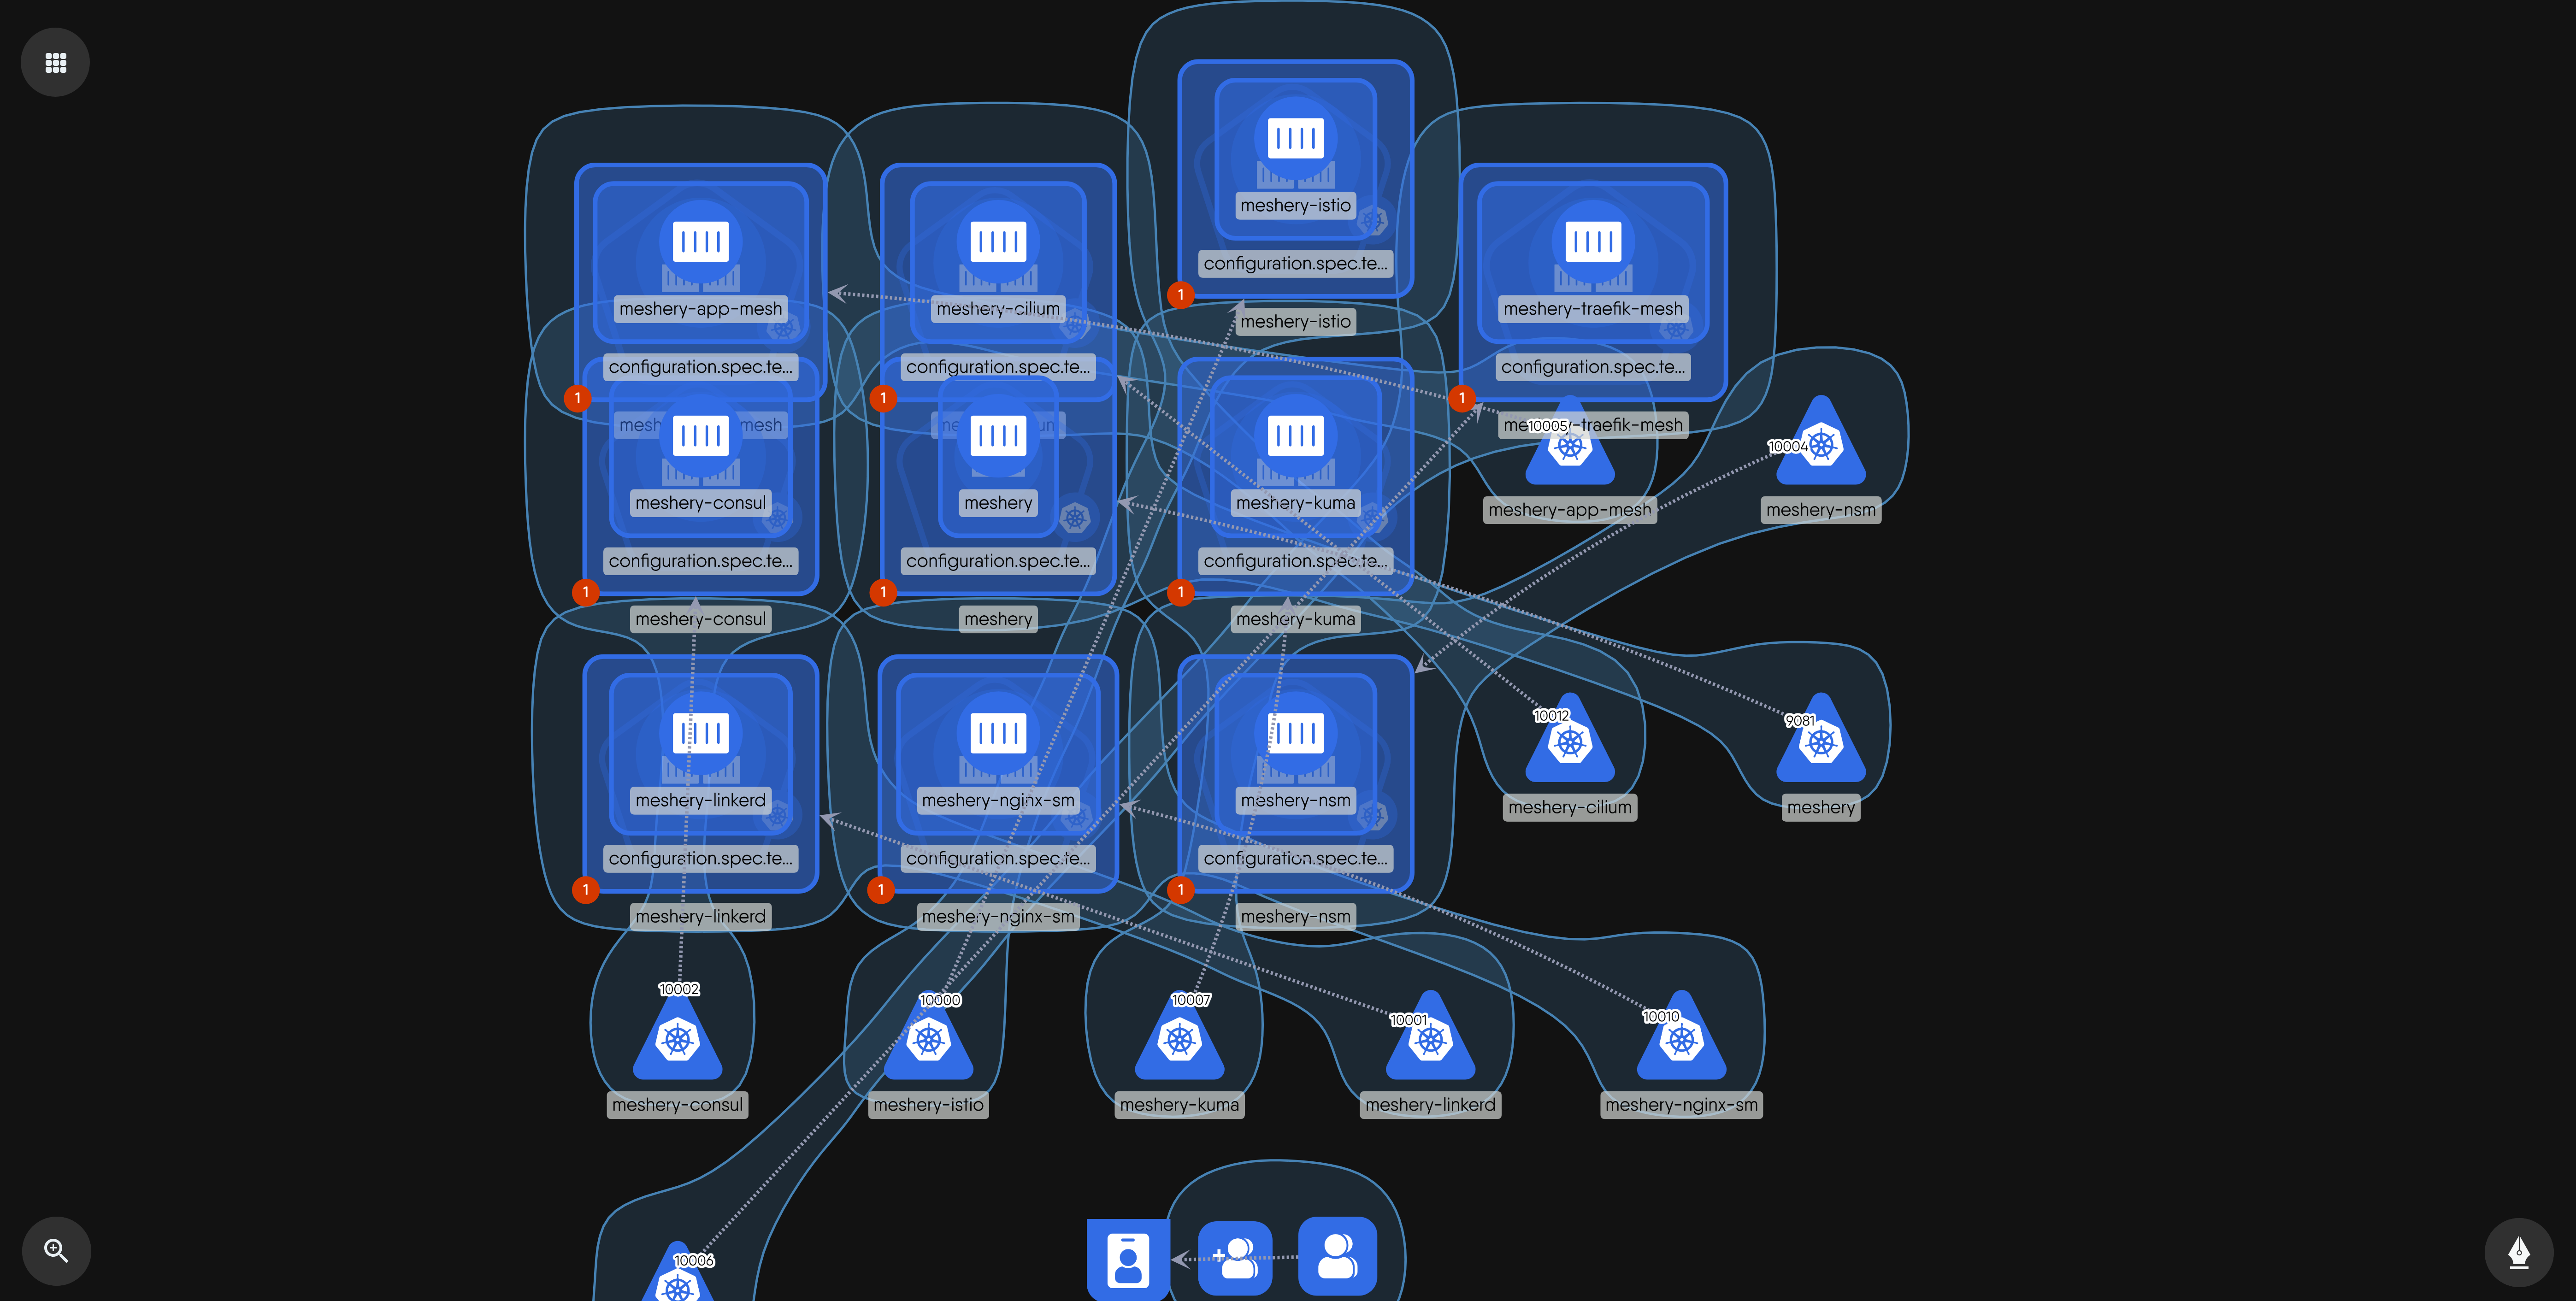 meshery-istio
configuration.spec.te...
1
meshery-istio
meshery-app-mesh
configuration.spec.te...
1
meshery-cilium
configuration.spec.te...
1
meshery-traefik-mesh
configuration.spec.te...
1
meshery-traefik-mesh
10005
meshery-app-mesh
10004
meshery-nsm
meshery-consul
configuration.spec.te...
1
meshery-consul
meshery
configuration.spec.te...
1
meshery
meshery-kuma
configuration.spec.te...
1
meshery-kuma
meshery-linkerd
configuration.spec.te...
1
meshery-linkerd
meshery-nginx-sm
configuration.spec.te...
1
meshery-nginx-sm
meshery-nsm
configuration.spec.te...
1
meshery-nsm
10012
meshery-cilium
9081
meshery
10002
meshery-consul
10000
meshery-istio
10007
meshery-kuma
10001
meshery-linkerd
10010
meshery-nginx-sm
10006